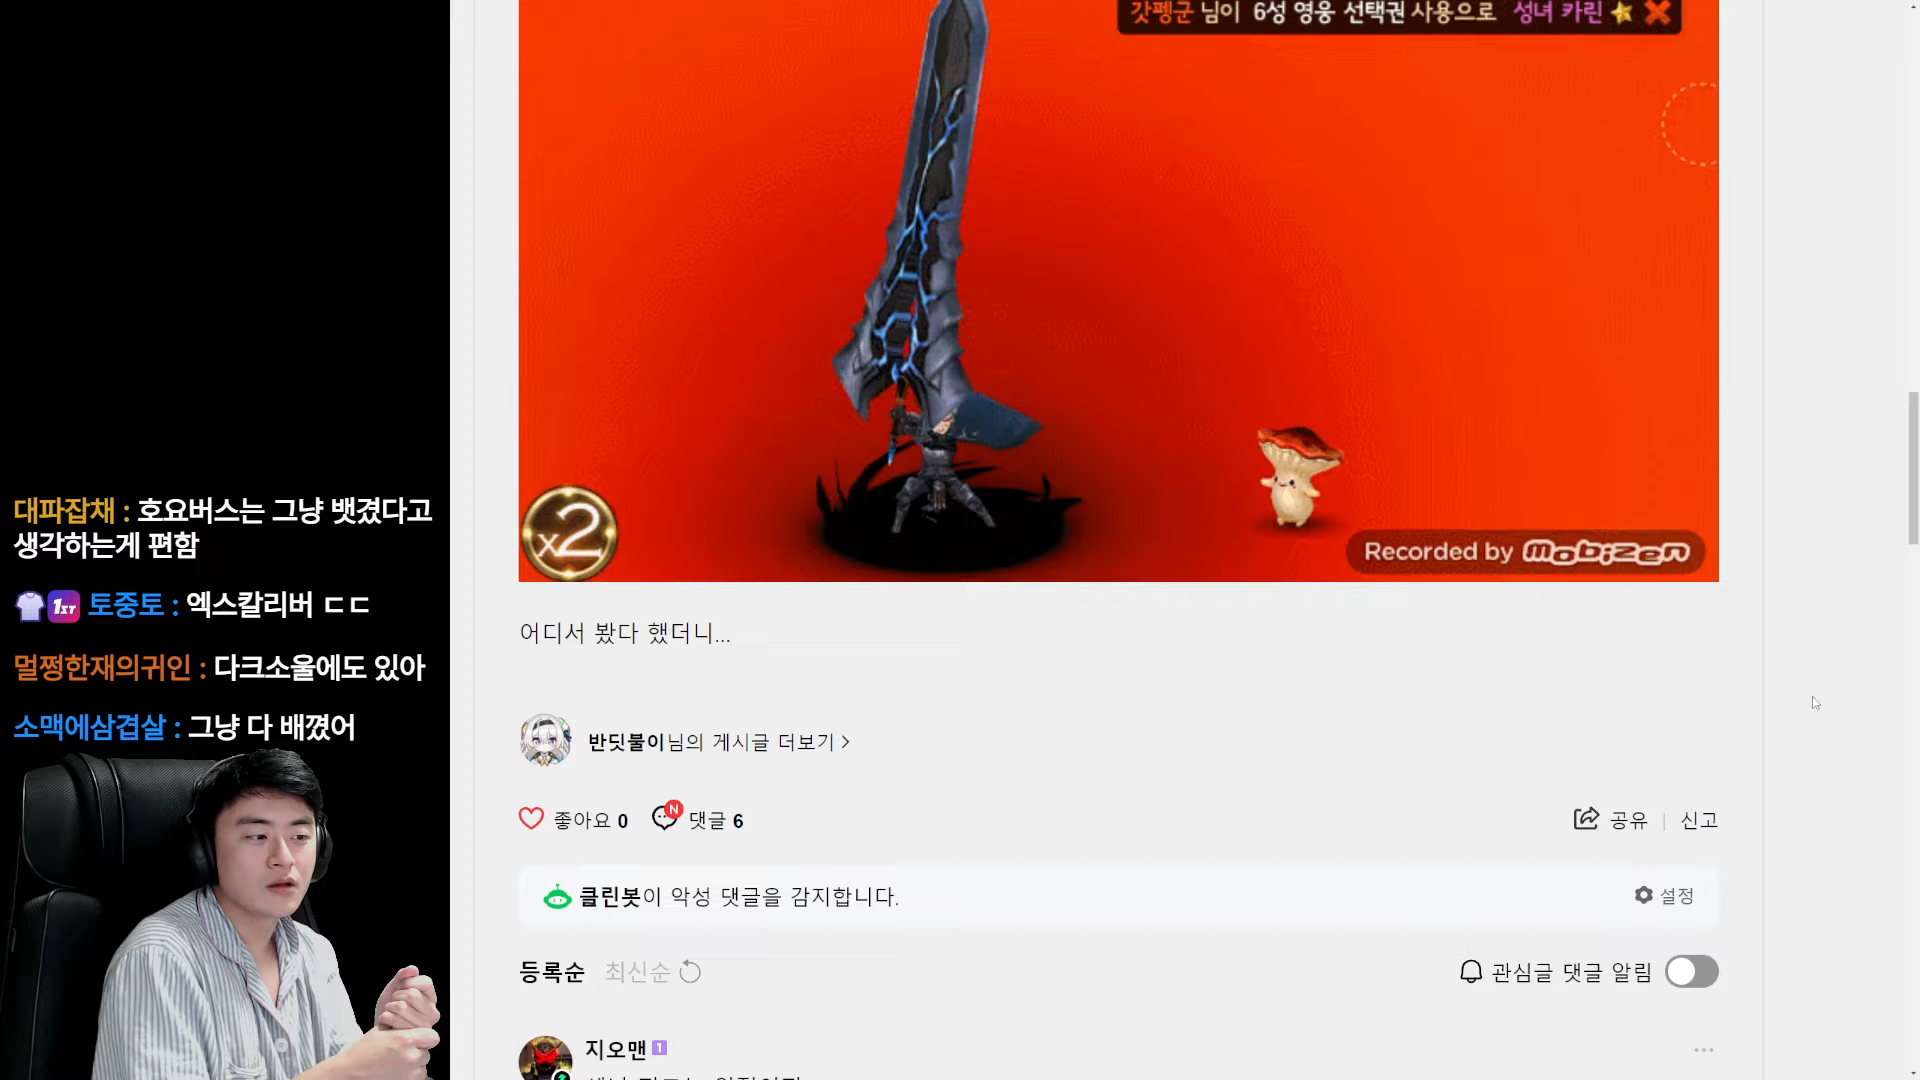 갓펭군 님이 6성 영웅 선택권 사용으로 성녀 카린
x2
Recorded by mobizen
어디서 봤다 했더니...
대파잡채 : 호요버스는 그냥 뱃겼다고
생각하는게 편함
1ST 토중토 : 엑스칼리버 ㄷㄷ
멀쩡한재의귀인 : 다크소울에도 있아
소맥에삼겹살 : 그냥 다 배꼈어
반딧불이님의 게시글 더보기 >
좋아요 0 N 댓글 6
공유 | 신고
클린봇이 악성 댓글을 감지합니다.
설정
등록순 최신순
관심글 댓글 알림
지오맨 1